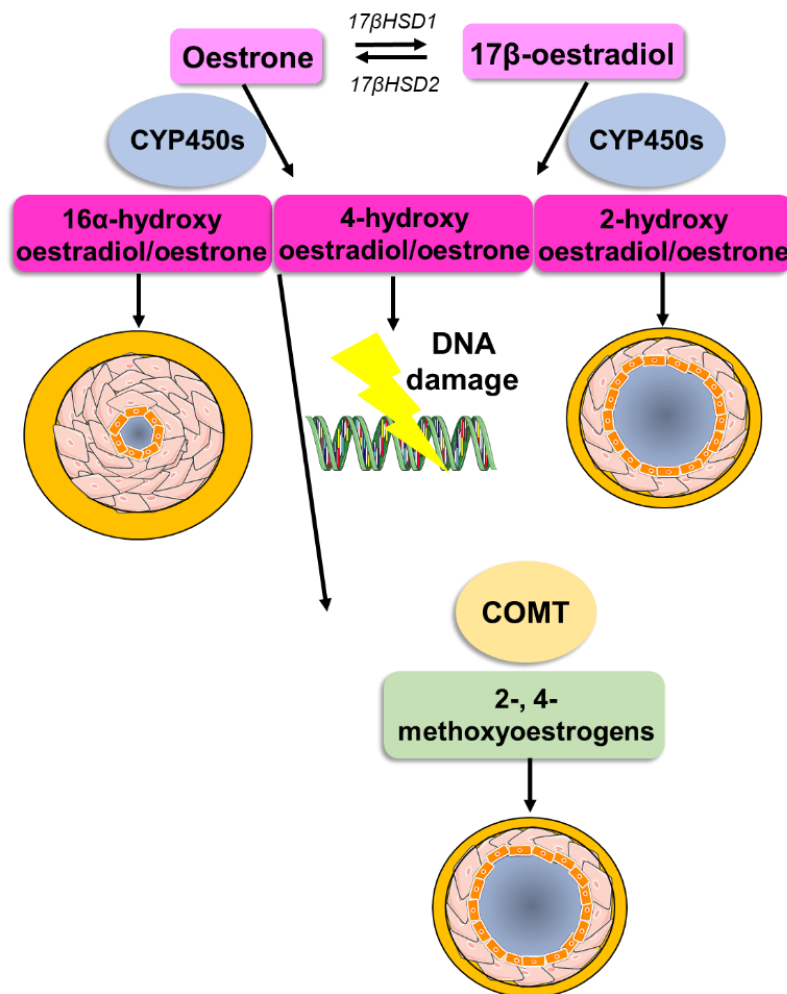 17βHSD1
Oestrone
17β-oestradiol
17βHSD2
CYP450s
CYP450s
16α-hydroxy
oestradiol/oestrone
4-hydroxy
oestradiol/oestrone
2-hydroxy
oestradiol/oestrone
DNA
damage
COMT
2-, 4-
methoxyoestrogens